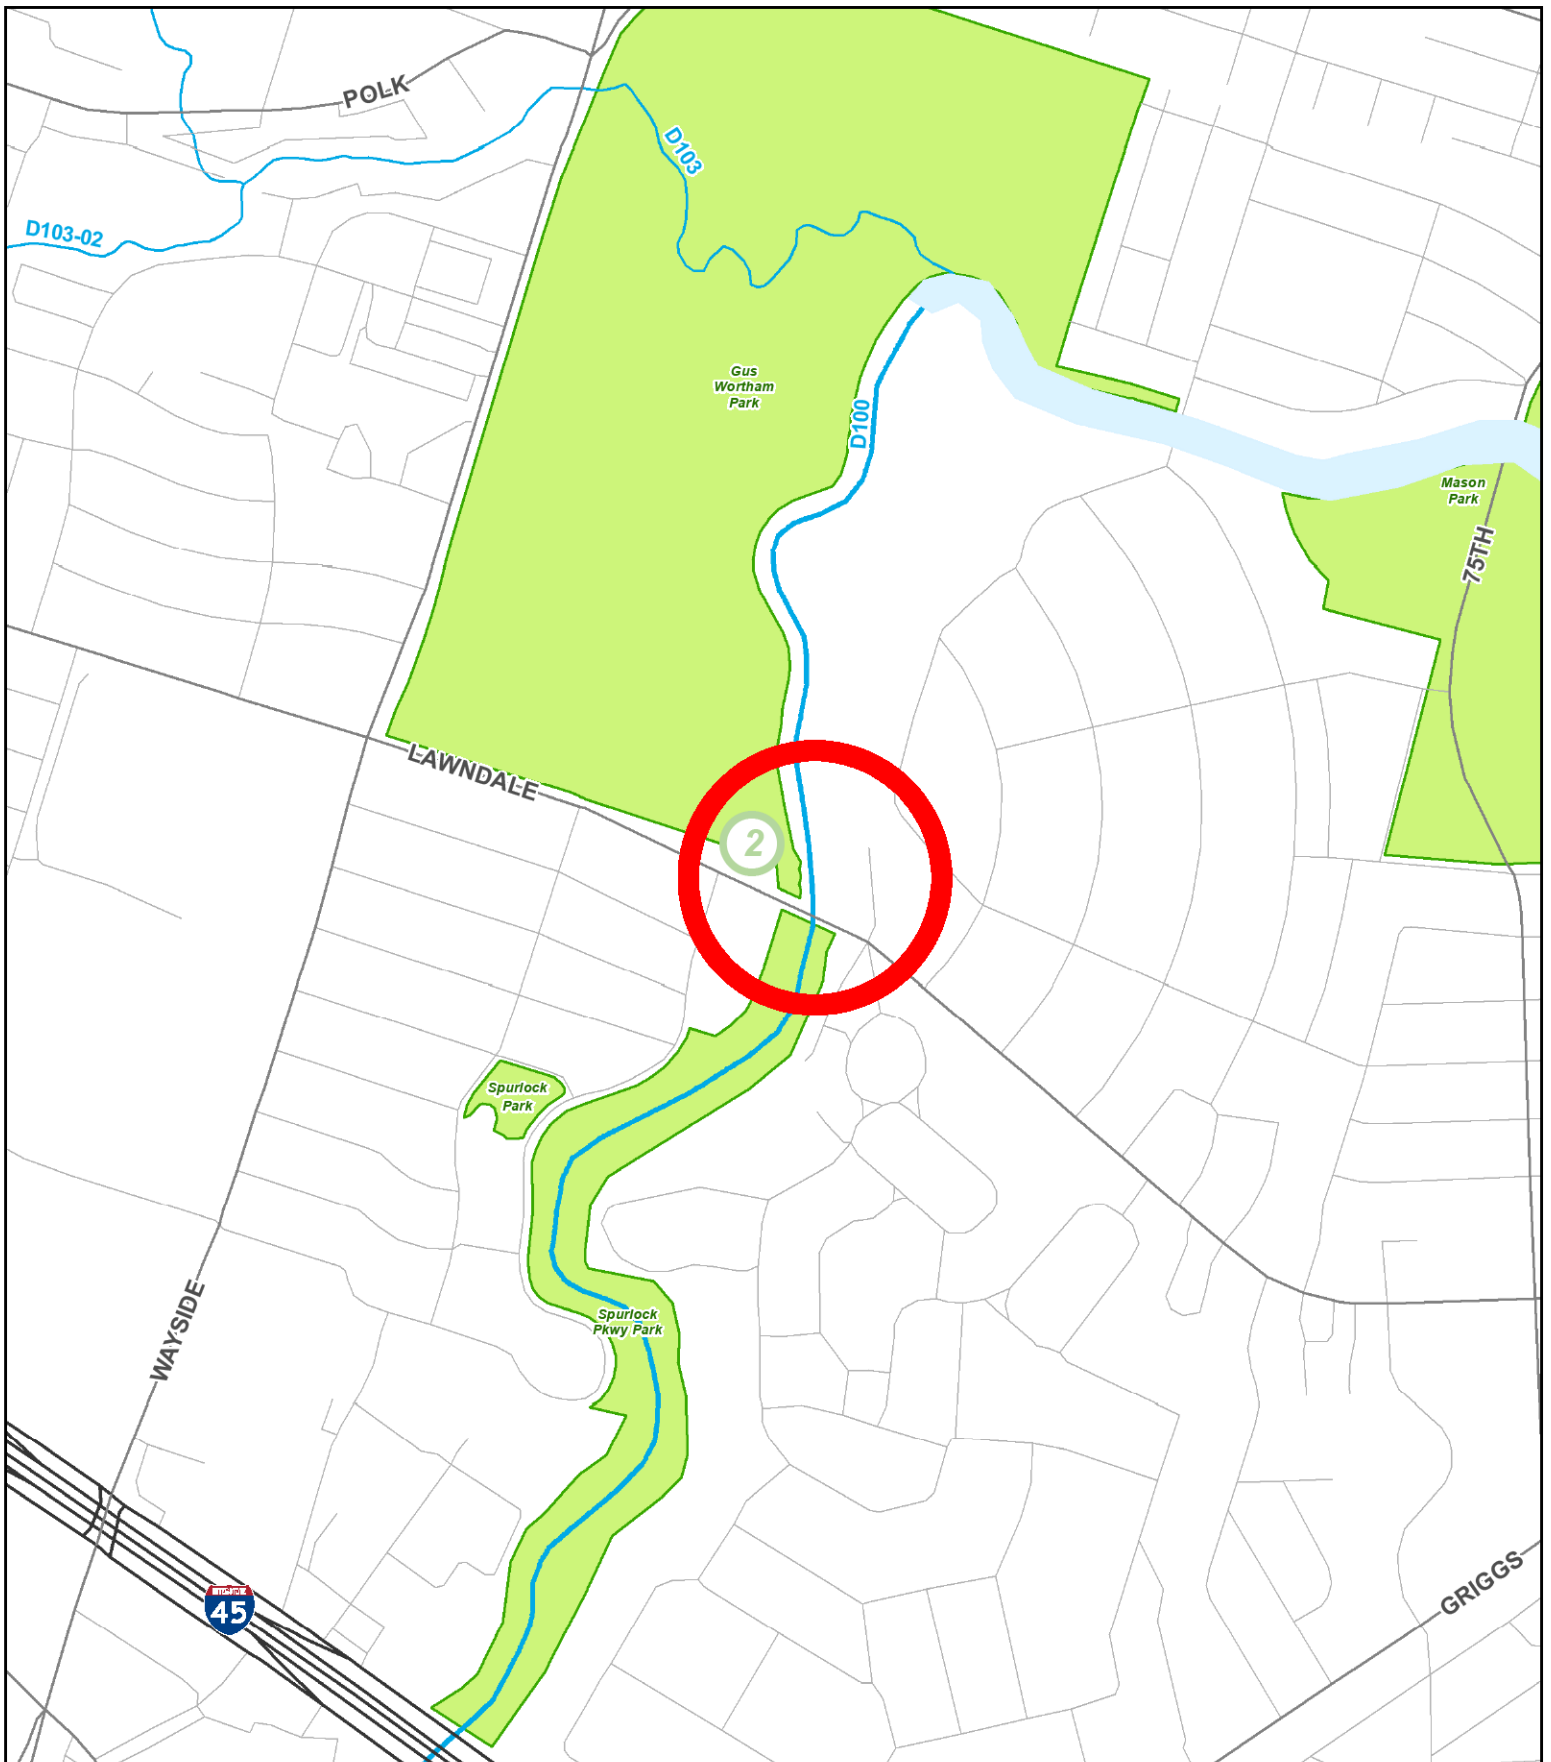 POLK
D103
D103-02
Gus
Wortham
Park
D100
Mason
Park
75TH
LAWNDALE
2
Spurlock
Park
Spurlock
Pkwy Park
WAYSIDE
45
GRIGGS